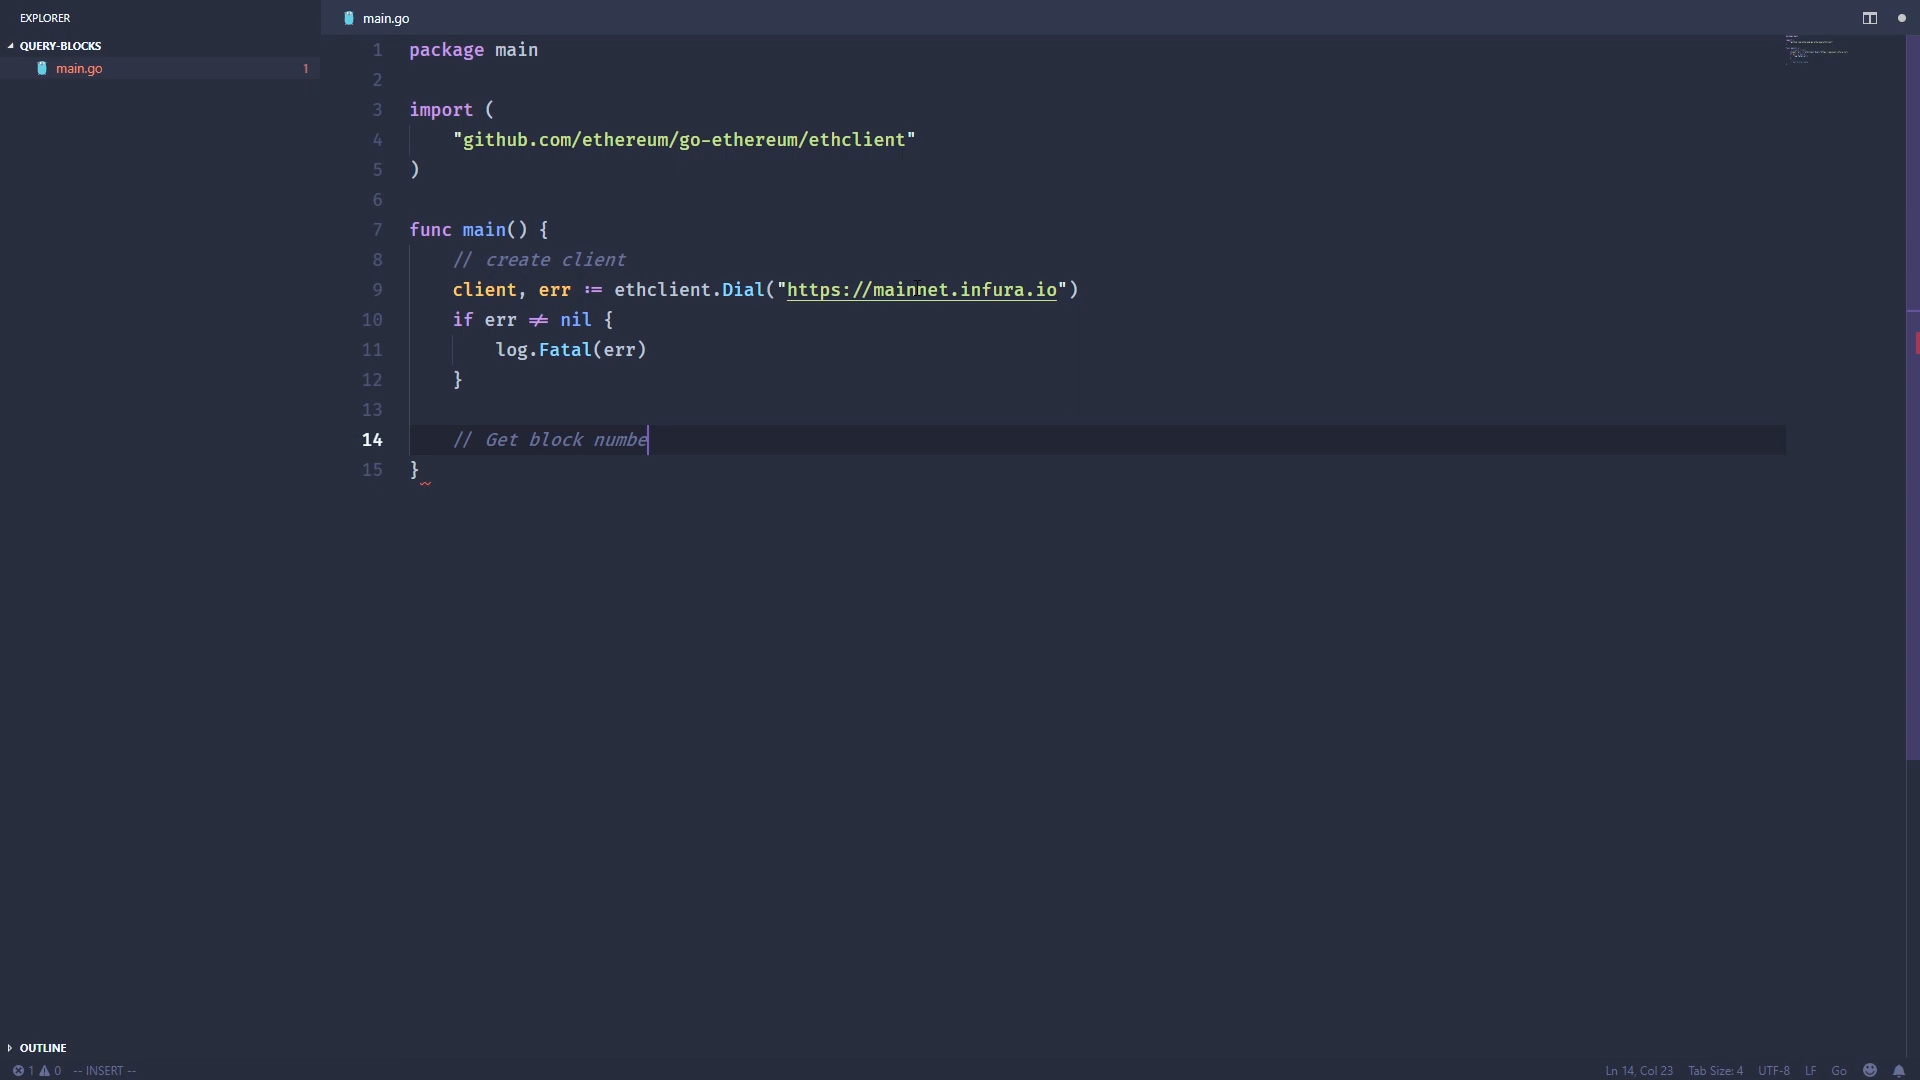 EXPLORER
QUERY-BLOCKS
main.go 1
main.go
1 package main
2
3 import (
4 "github.com/ethereum/go-ethereum/ethclient"
5 )
6
7 func main() {
8 // create client
9 client, err := ethclient.Dial("https://mainnet.infura.io")
10 if err != nil {
11 log.Fatal(err)
12 }
13
14 // Get block numbe
15 }
OUTLINE
1 0 -- INSERT --
Ln 14, Col 23 Tab Size: 4 UTF-8 LF Go